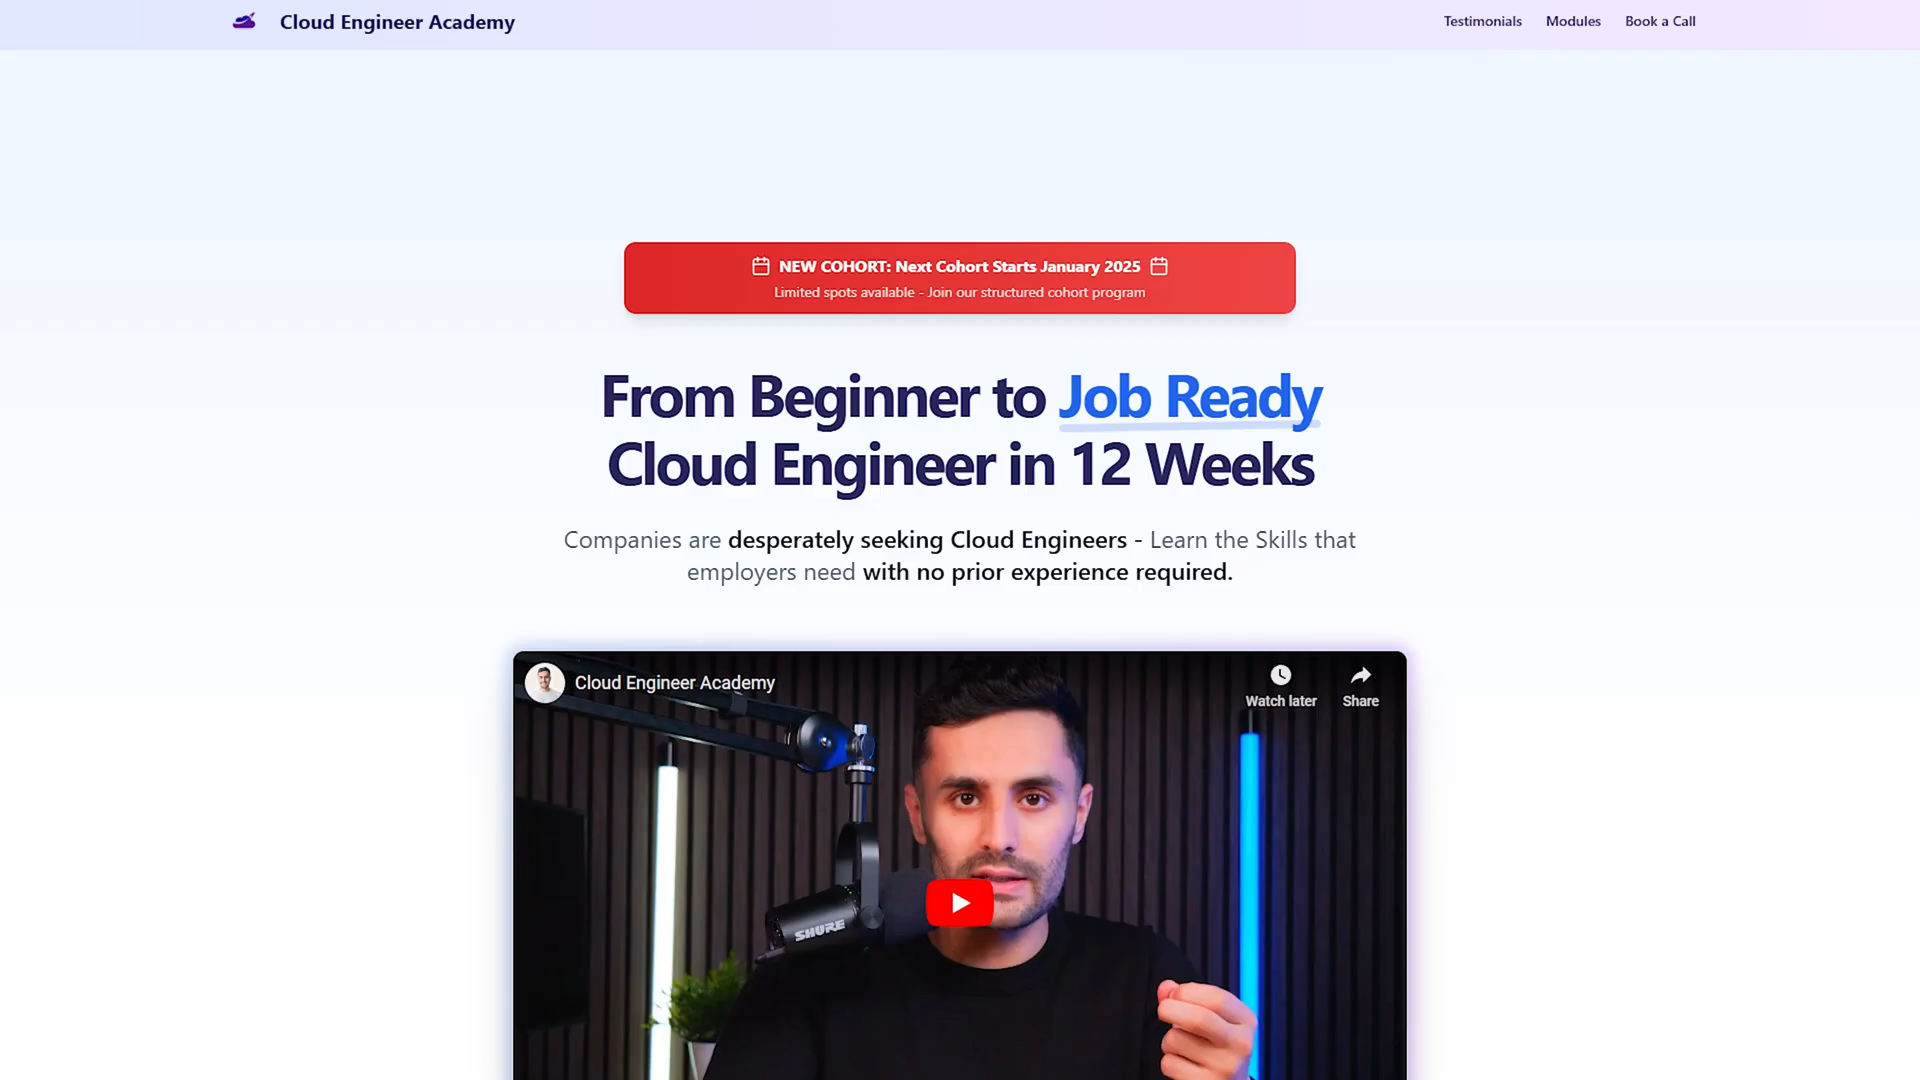 Cloud Engineer Academy
Testimonials
Modules
Book a Call
NEW COHORT: Next Cohort Starts January 2025
Limited spots available - Join our structured cohort program
From Beginner to Job Ready
Cloud Engineer in 12 Weeks
Companies are desperately seeking Cloud Engineers - Learn the Skills that
employers need with no prior experience required.
Cloud Engineer Academy
Watch later
Share
SHURE